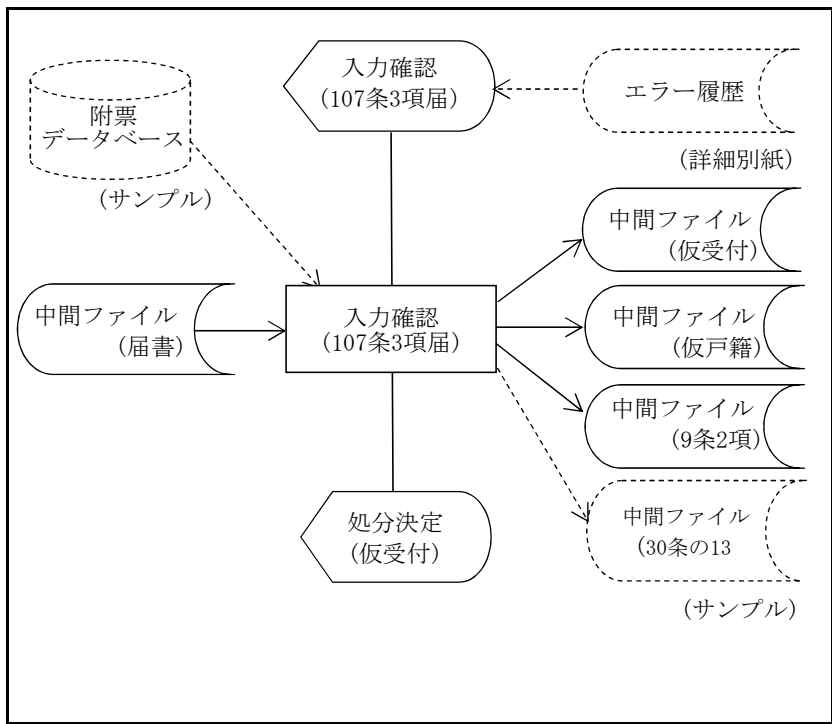 入力確認
(107条3項届)
エラー履歴
(詳細別紙)
附票
データベース
(サンプル)
中間ファイル
(仮受付)
中間ファイル
(届書)
入力確認
(107条3項届)
中間ファイル
(仮戸籍)
中間ファイル
(9条2項)
処分決定
(仮受付)
中間ファイル
(30条の13
(サンプル)